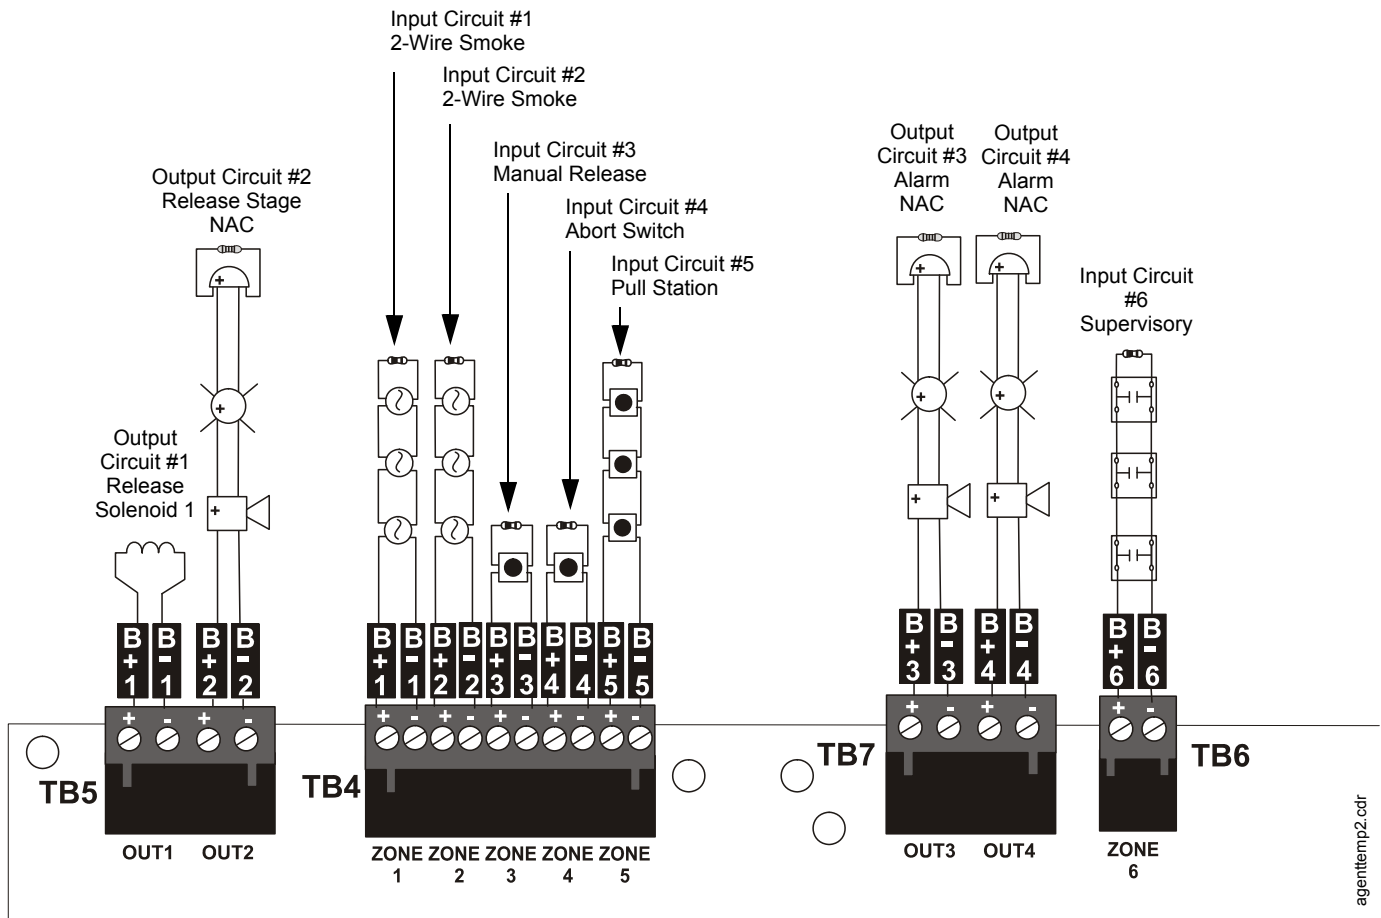 Input Circuit #1
2-Wire Smoke
Input Circuit #2
2-Wire Smoke
Input Circuit #3
Manual Release
Input Circuit #4
Abort Switch
Input Circuit #5
Pull Station
Output Circuit #2
Release Stage
NAC
Output
Circuit #1
Release
Solenoid 1
Output
Circuit #3
Alarm
NAC
Output
Circuit #4
Alarm
NAC
Input Circuit
#6
Supervisory
+
+
+
+
+
+
+
+
+
B+1
B-1
B+2
B-2
B+1
B-1
B+2
B-2
B+3
B-3
B+4
B-4
B+5
B-5
B+3
B-3
B+4
B-4
B+6
B-6
+ - + -
+ - + - + - + - + -
+ - + -
+ -
TB5
TB4
TB7
TB6
OUT1 OUT2
ZONE 1
ZONE 2
ZONE 3
ZONE 4
ZONE 5
OUT3 OUT4
ZONE 6
agenttemp2.cdr